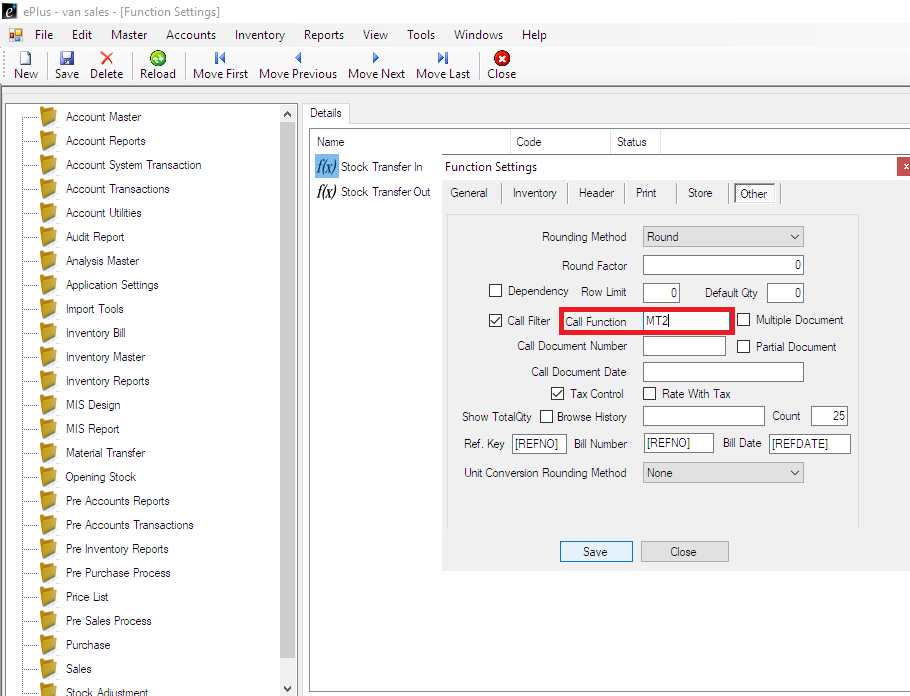 ePlus - van sales - [Function Settings]
File Edit Master Accounts Inventory Reports View Tools Windows Help
New Save Delete Reload Move First Move Previous Move Next Move Last Close
Account Master
Account Reports
Account System Transaction
Account Transactions
Account Utilities
Audit Report
Analysis Master
Application Settings
Import Tools
Inventory Bill
Inventory Master
Inventory Reports
MIS Design
MIS Report
Material Transfer
Opening Stock
Pre Accounts Reports
Pre Accounts Transactions
Pre Inventory Reports
Pre Purchase Process
Price List
Pre Sales Process
Purchase
Sales
Stock Adjustment
Details
Name Code Status
f(x) Stock Transfer In
f(x) Stock Transfer Out
Function Settings x
General Inventory Header Print Store Other
Rounding Method Round
Round Factor 0
Dependency Row Limit 0 Default Qty 0
Call Filter Call Function MT2 Multiple Document
Call Document Number Partial Document
Call Document Date
Tax Control Rate With Tax
Show TotalQty Browse History Count 25
Ref. Key [REFNO] Bill Number [REFNO] Bill Date [REFDATE]
Unit Conversion Rounding Method None
Save Close